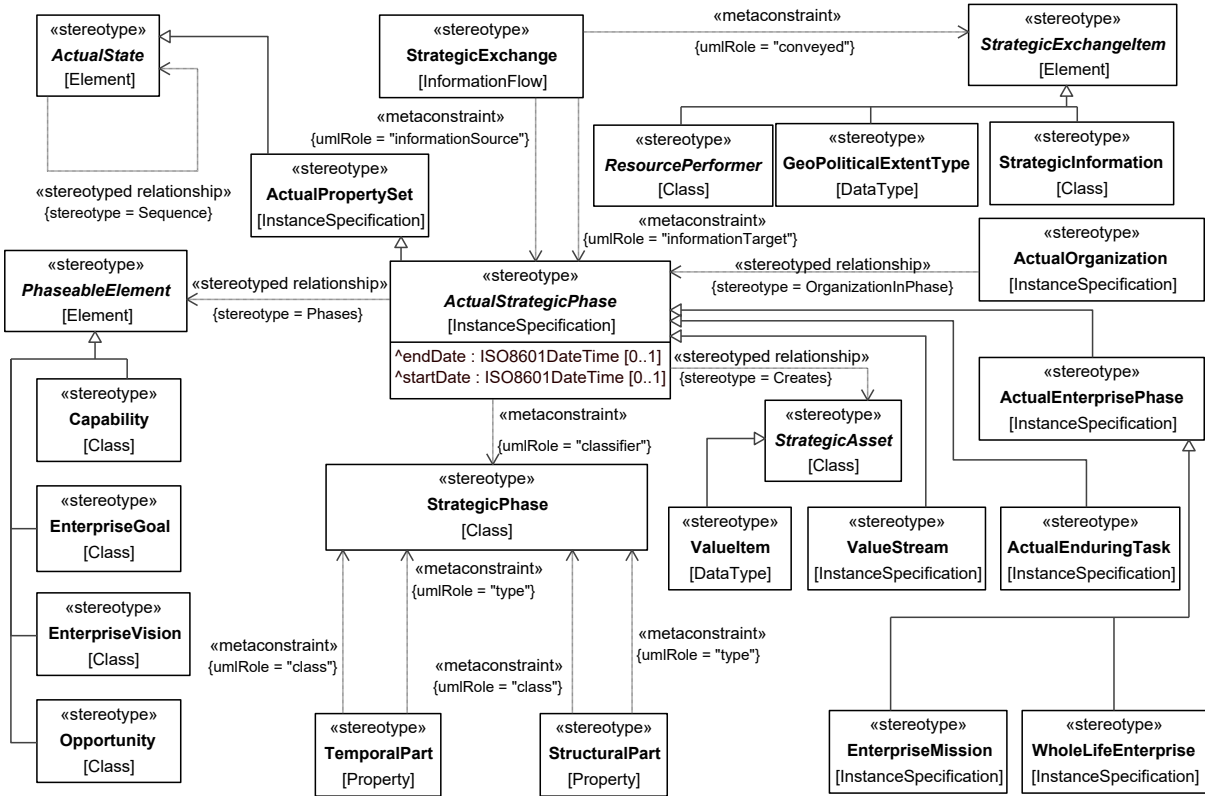 «stereotype»
ActualState
[Element]
«stereotyped relationship»
{stereotype = Sequence}
«stereotype»
StrategicExchange
[InformationFlow]
«metaconstraint»
{umlRole = "conveyed"}
«stereotype»
StrategicExchangeItem
[Element]
«metaconstraint»
{umlRole = "informationSource"}
«stereotype»
ResourcePerformer
[Class]
«stereotype»
GeoPoliticalExtentType
[DataType]
«stereotype»
StrategicInformation
[Class]
«stereotype»
ActualPropertySet
[InstanceSpecification]
«metaconstraint»
{umlRole = "informationTarget"}
«stereotype»
PhaseableElement
[Element]
«stereotyped relationship»
{stereotype = Phases}
«stereotype»
ActualStrategicPhase
[InstanceSpecification]
^endDate : ISO8601DateTime [0..1]
^startDate : ISO8601DateTime [0..1]
«stereotyped relationship»
{stereotype = OrganizationInPhase}
«stereotype»
ActualOrganization
[InstanceSpecification]
«stereotyped relationship»
{stereotype = Creates}
«stereotype»
ActualEnterprisePhase
[InstanceSpecification]
«stereotype»
Capability
[Class]
«metaconstraint»
{umlRole = "classifier"}
«stereotype»
StrategicAsset
[Class]
«stereotype»
StrategicPhase
[Class]
«stereotype»
EnterpriseGoal
[Class]
«stereotype»
ValueItem
[DataType]
«stereotype»
ValueStream
[InstanceSpecification]
«stereotype»
ActualEnduringTask
[InstanceSpecification]
«metaconstraint»
{umlRole = "type"}
«stereotype»
EnterpriseVision
[Class]
«metaconstraint»
{umlRole = "class"}
«metaconstraint»
{umlRole = "class"}
«metaconstraint»
{umlRole = "type"}
«stereotype»
Opportunity
[Class]
«stereotype»
TemporalPart
[Property]
«stereotype»
StructuralPart
[Property]
«stereotype»
EnterpriseMission
[InstanceSpecification]
«stereotype»
WholeLifeEnterprise
[InstanceSpecification]